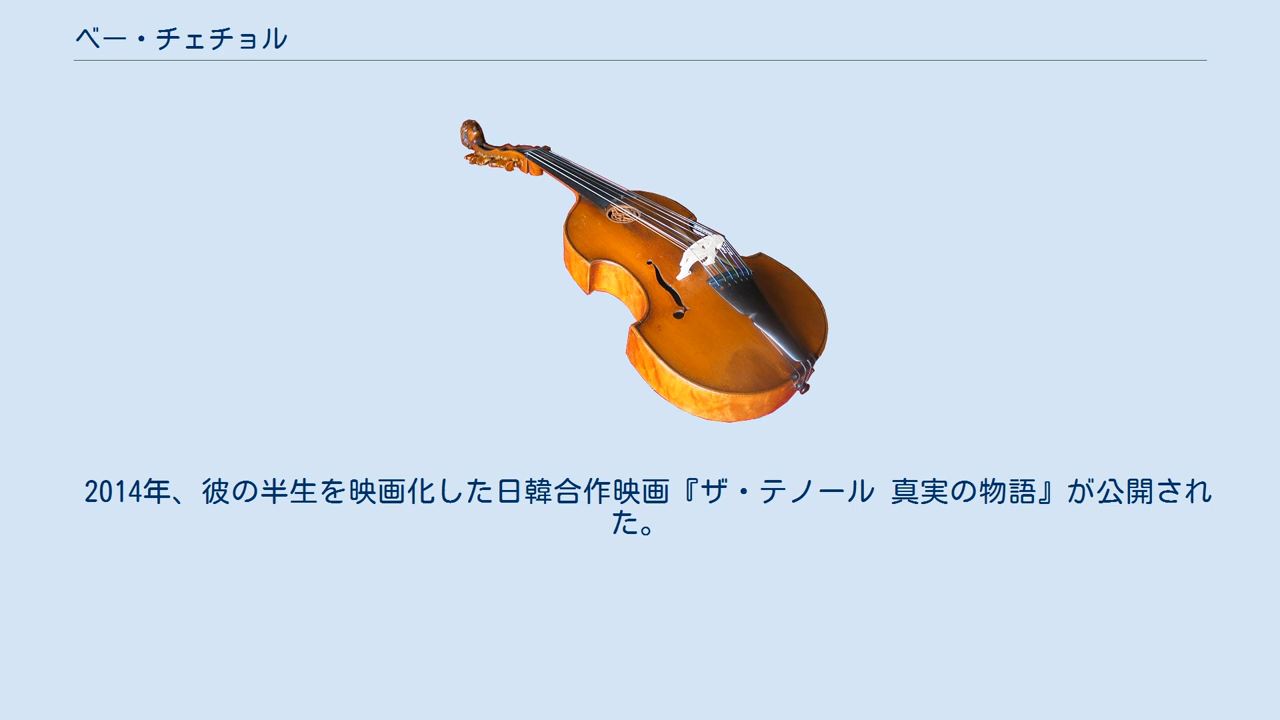 ベー・チェチョル
2014年、彼の半生を映画化した日韓合作映画『ザ・テノール 真実の物語』が公開され
た。